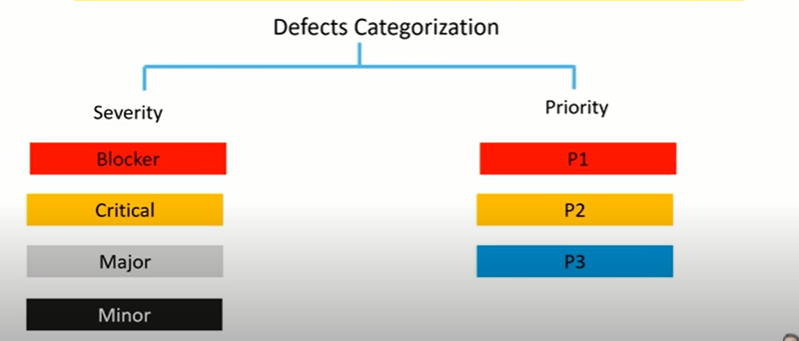 Defects Categorization
Severity
Blocker
Critical
Major
Minor
Priority
P1
P2
P3